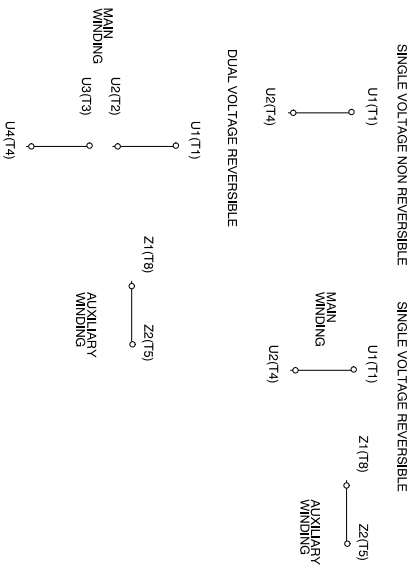 SINGLE VOLTAGE NON REVERSIBLE
U1(T1)
U2(T4)
SINGLE VOLTAGE REVERSIBLE
U1(T1)
MAIN
WINDING
U2(T4)
Z1(T8)
Z2(T5)
AUXILIARY
WINDING
DUAL VOLTAGE REVERSIBLE
U1(T1)
MAIN
WINDING
U2(T2)
U3(T3)
U4(T4)
Z1(T8)
Z2(T5)
AUXILIARY
WINDING